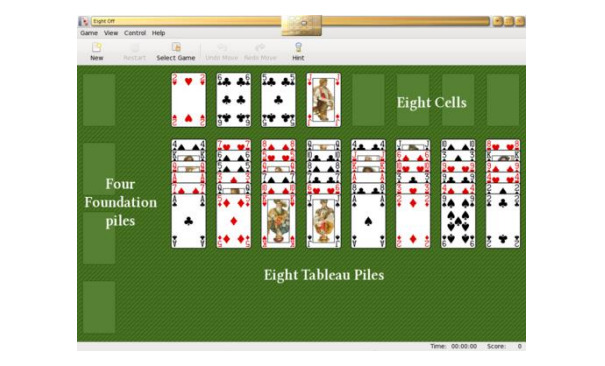 Eight Off
Game View Control Help
New Restart Select Game Undo Move Redo Move Hint
Eight Cells
Four
Foundation
piles
Eight Tableau Piles
Time: 00:00:00 Score: 0